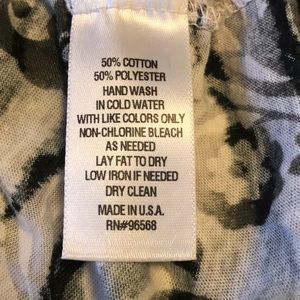 50% COTTON
50% POLYESTER
HAND WASH
IN COLD WATER
WITH LIKE COLORS ONLY
NON-CHLORINE BLEACH
AS NEEDED
LAY FAT TO DRY
LOW IRON IF NEEDED
DRY CLEAN
MADE IN U.S.A.
RN#96568